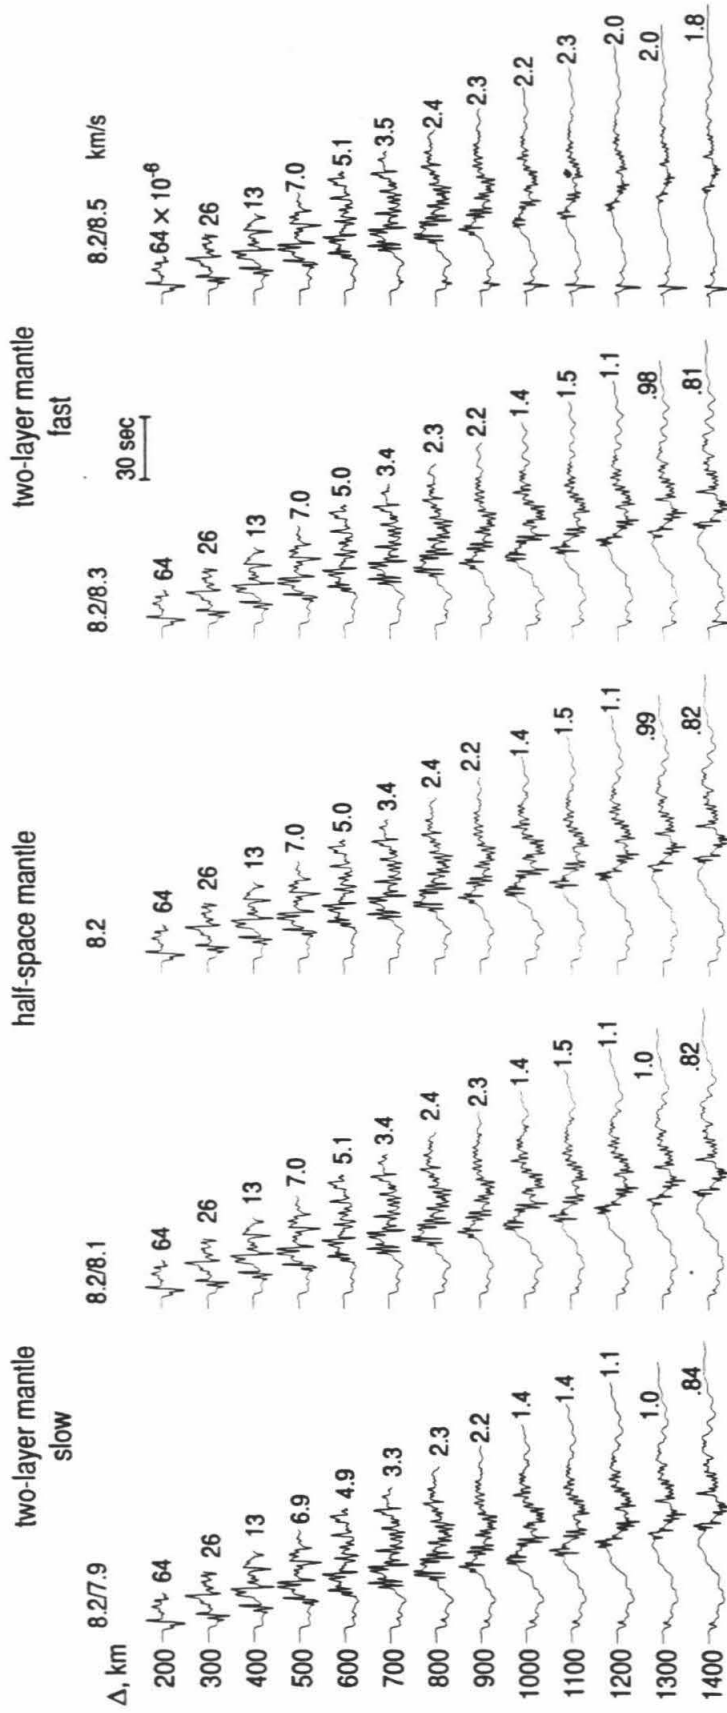 two-layer mantle half-space mantle two-layer mantle
slow fast
8.2/7.9 8.2/8.1 8.2 8.2/8.3 8.2/8.5 km/s
Δ, km 30 sec
200 64 64 64 64 64 × 10⁻⁶
300 26 26 26 26 26
400 13 13 13 13 13
500 6.9 7.0 7.0 7.0 7.0
600 4.9 5.1 5.0 5.0 5.1
700 3.3 3.4 3.4 3.4 3.5
800 2.3 2.4 2.4 2.3 2.4
900 2.2 2.3 2.2 2.2 2.3
1000 1.4 1.4 1.4 1.4 2.2
1100 1.4 1.5 1.5 1.5 2.3
1200 1.1 1.1 1.1 1.1 2.0
1300 1.0 1.0 .99 .98 2.0
1400 .84 .82 .82 .81 1.8